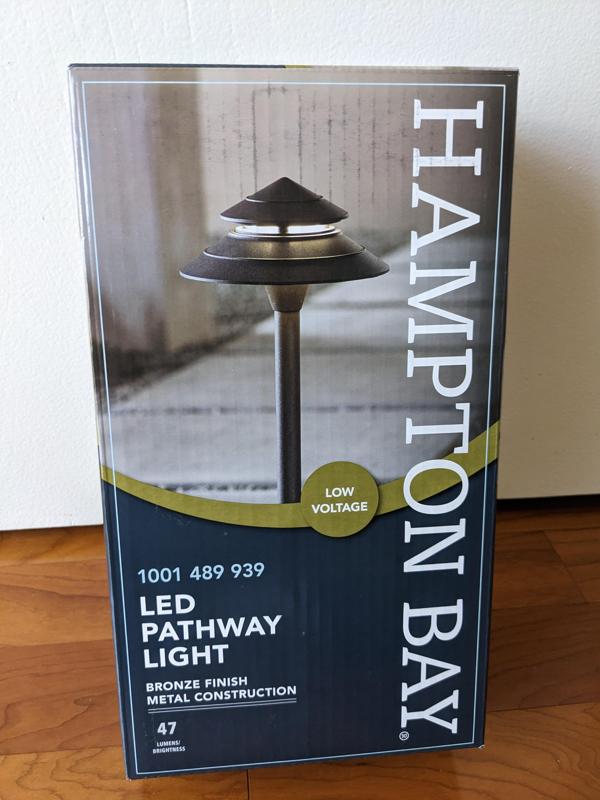 HAMPTON BAY®
LOW
VOLTAGE
1001 489 939
LED
PATHWAY
LIGHT
BRONZE FINISH
METAL CONSTRUCTION
47
LUMENS/
BRIGHTNESS